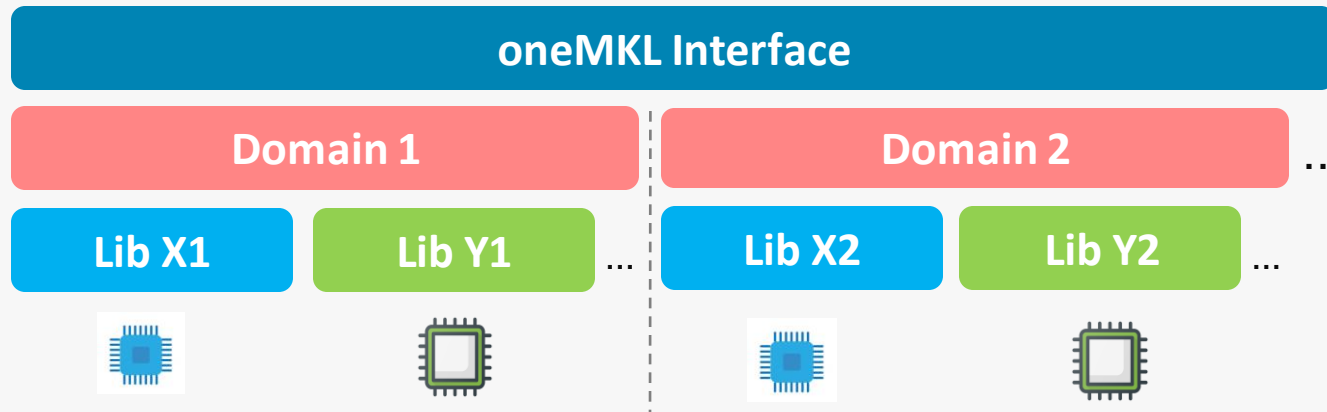 oneMKL Interface
Domain 1
Domain 2
..
Lib X1
Lib Y1
...
Lib X2
Lib Y2
...